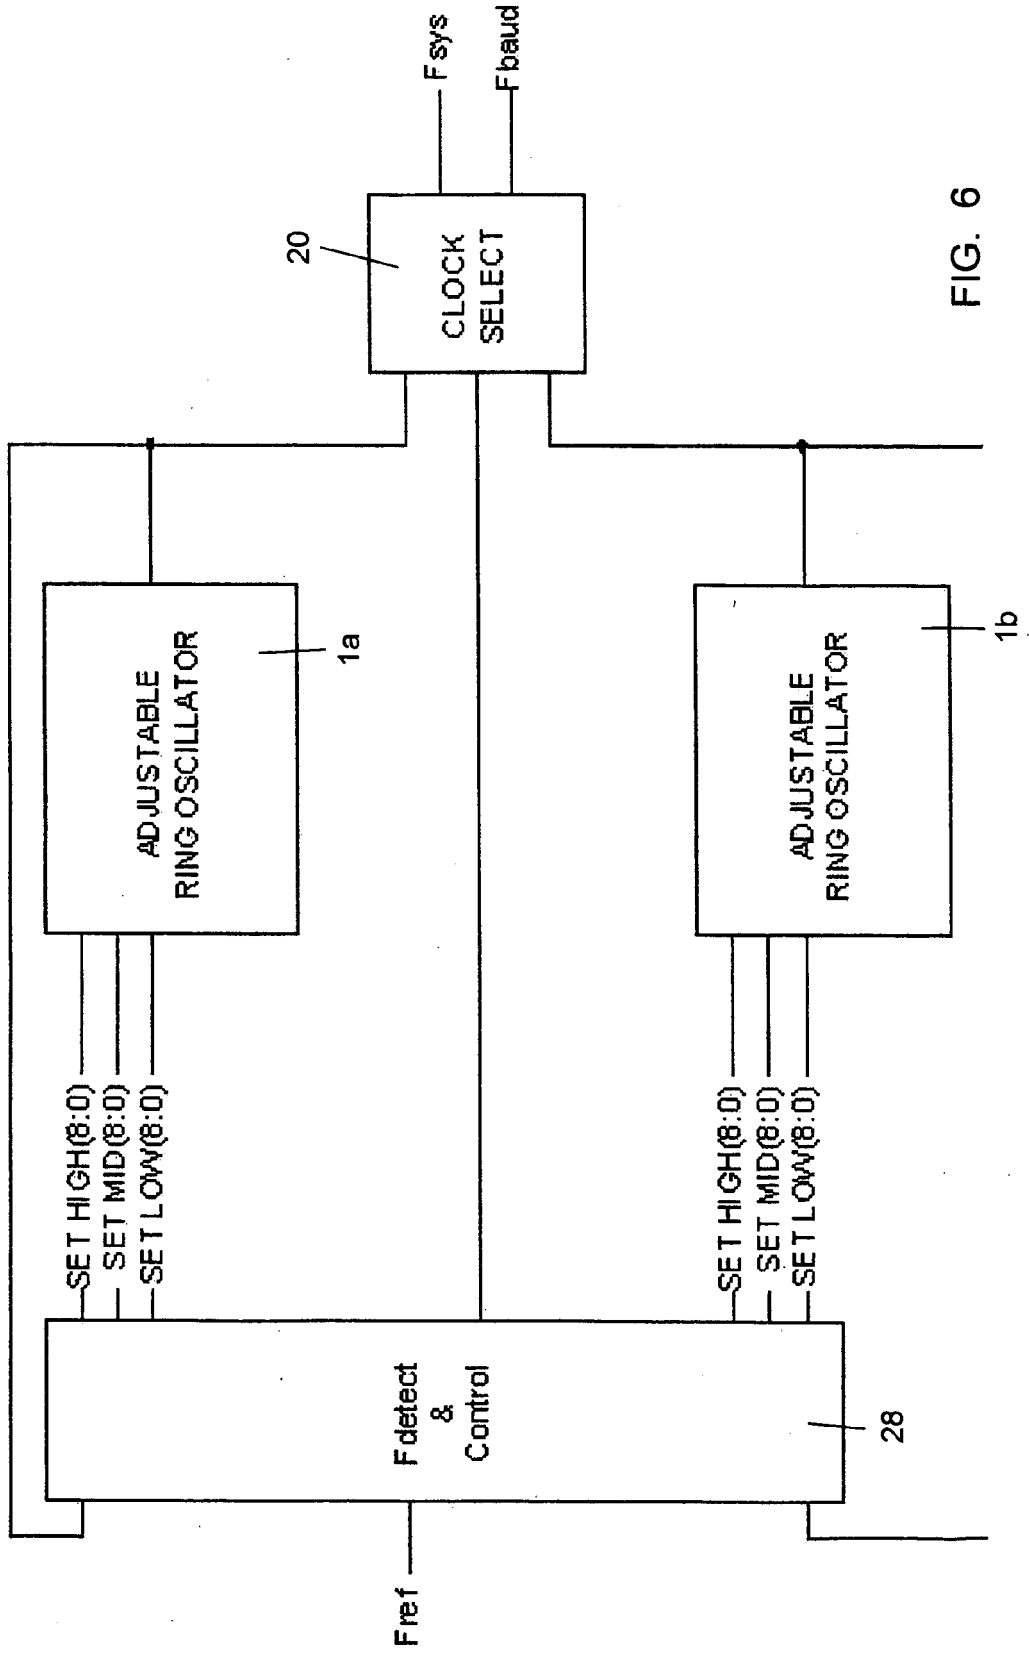 SET HIGH(8:0)
SET MID(8:0)
SET LOW(8:0)
ADJUSTABLE
RING OSCILLATOR
1a
Fref
Fdetect
&
Control
28
20
CLOCK
SELECT
Fsys
Fbaud
SET HIGH(8:0)
SET MID(8:0)
SET LOW(8:0)
ADJUSTABLE
RING OSCILLATOR
1b
FIG. 6